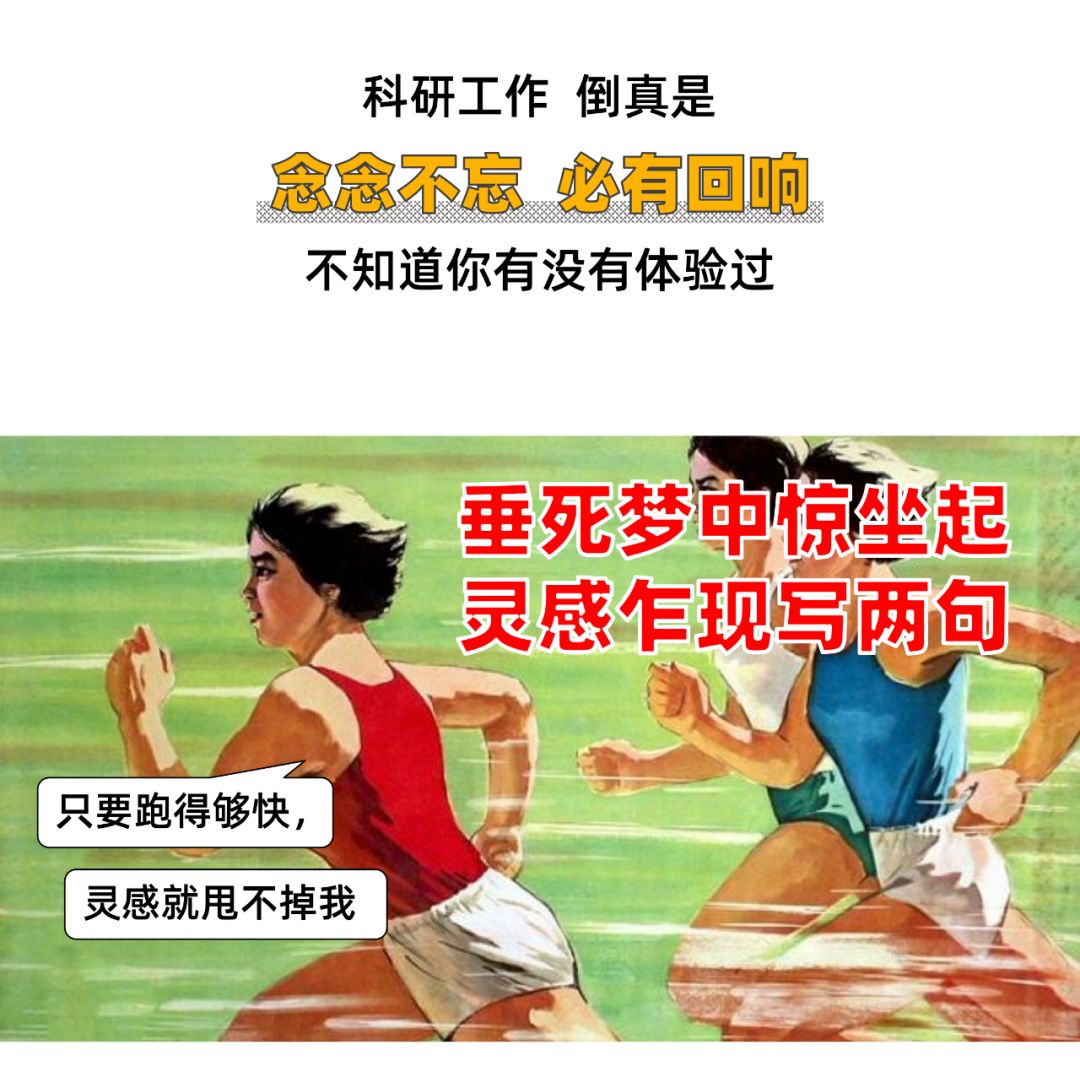 科研工作 倒真是
念念不忘 必有回响
不知道你有没有体验过
垂死梦中惊坐起
灵感乍现写两句
只要跑得够快，
灵感就甩不掉我